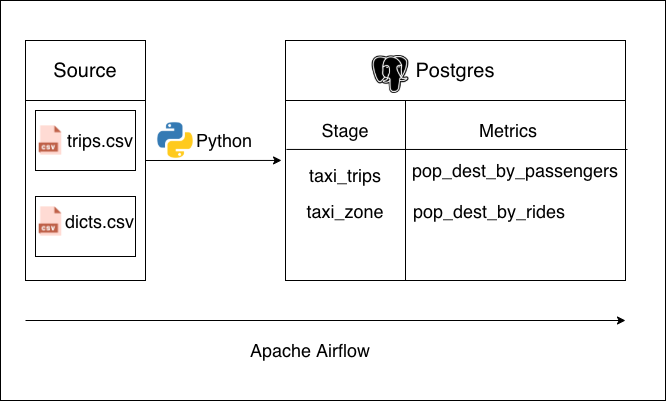 Source
trips.csv
CSV
dicts.csv
CSV
Python
Postgres
Stage
Metrics
taxi_trips
pop_dest_by_passengers
taxi_zone
pop_dest_by_rides
Apache Airflow